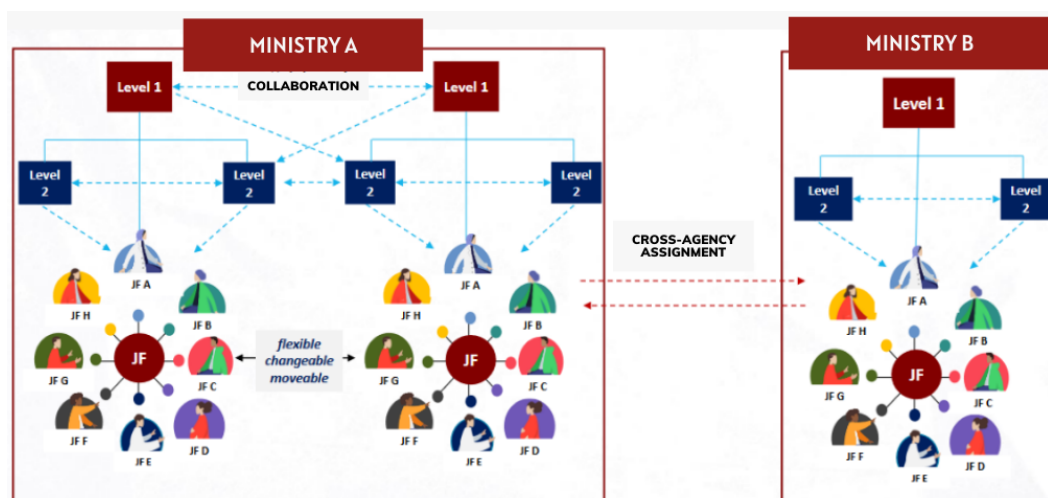 MINISTRY A
MINISTRY B
Level 1
COLLABORATION
Level 1
Level 1
Level
2
Level
2
Level
2
Level
2
Level
2
Level
2
CROSS-AGENCY
ASSIGNMENT
JF A
JF H
JF B
JF
JF G
JF C
JF F
JF D
JF E
flexible
changeable
moveable
JF A
JF H
JF B
JF
JF G
JF C
JF F
JF D
JF E
JF A
JF H
JF B
JF
JF G
JF C
JF F
JF D
JF E